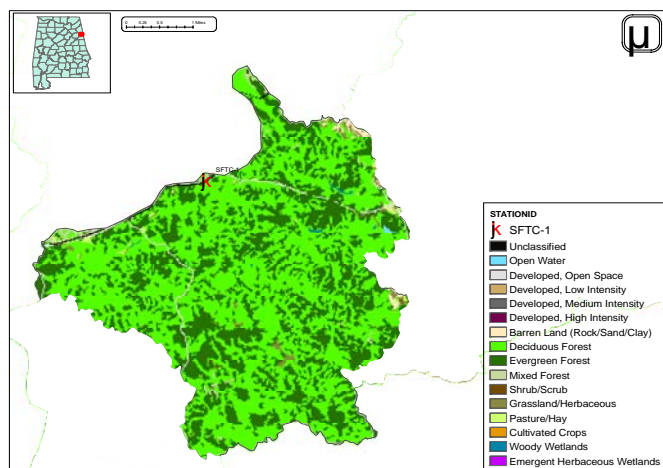 0 0.25 0.5 1 Miles
µ
SFTC-1
jk
STATIONID
jk SFTC-1
Unclassified
Open Water
Developed, Open Space
Developed, Low Intensity
Developed, Medium Intensity
Developed, High Intensity
Barren Land (Rock/Sand/Clay)
Deciduous Forest
Evergreen Forest
Mixed Forest
Shrub/Scrub
Grassland/Herbaceous
Pasture/Hay
Cultivated Crops
Woody Wetlands
Emergent Herbaceous Wetlands